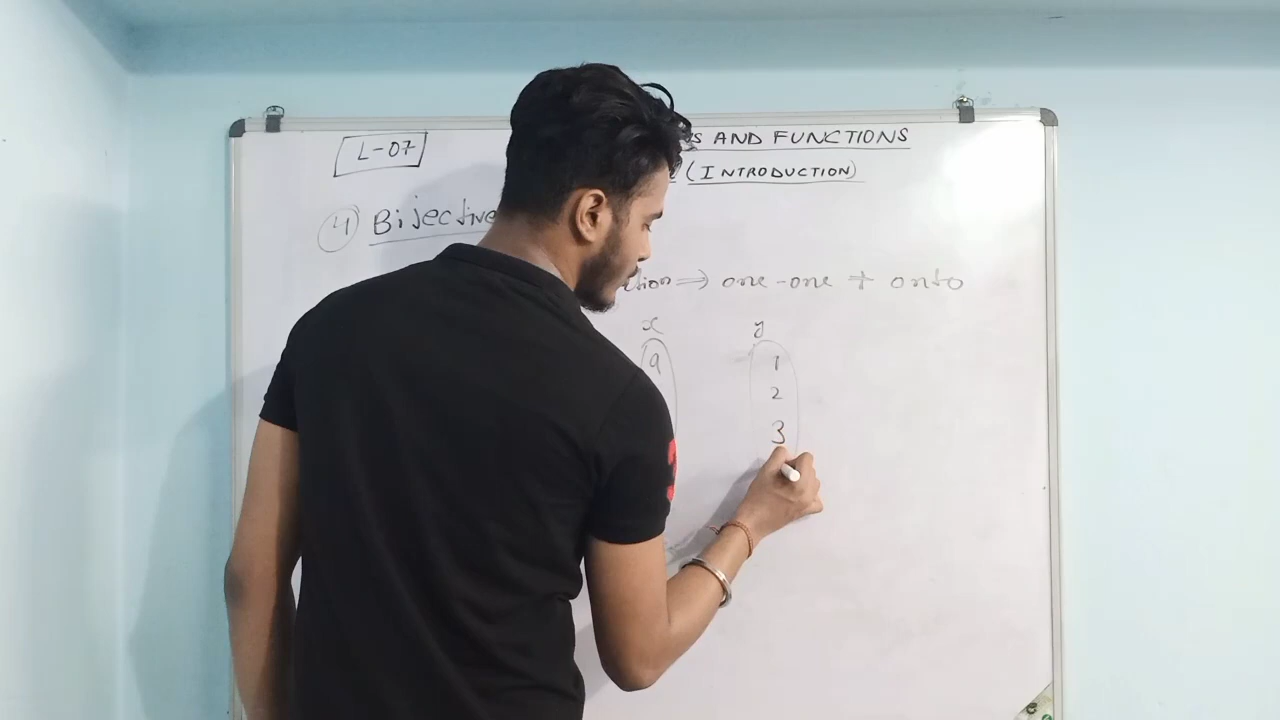 L-07
AND FUNCTIONS
(INTRODUCTION)
4 Bijective
ction ⇒ one-one + onto
x y
a 1
2
3